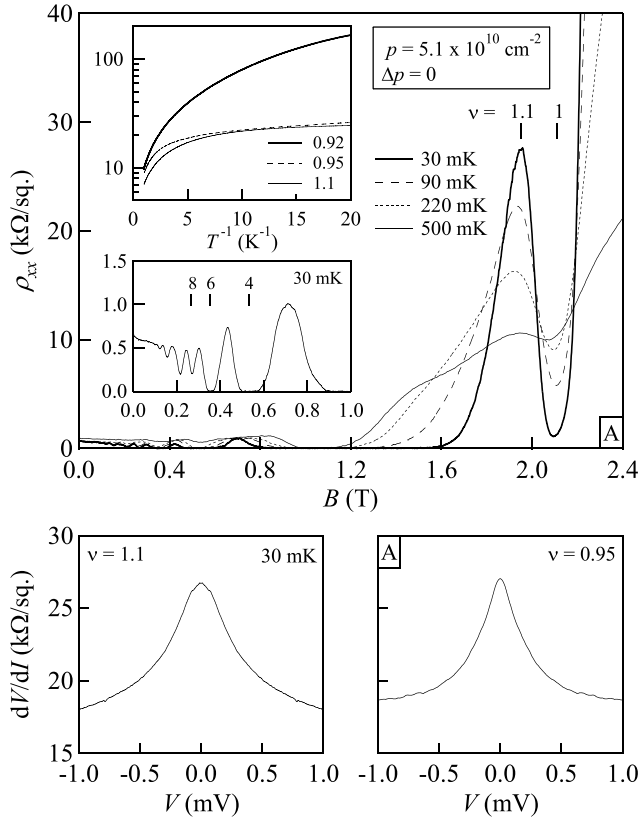 40
30
20
10
0
ρxx (kΩ/sq.)
0.0
0.4
0.8
1.2
1.6
2.0
2.4
B (T)
p = 5.1 x 10^10 cm^-2
Δp = 0
ν = 1.1 1
30 mK
90 mK
220 mK
500 mK
A
100
10
0.92
0.95
1.1
0 5 10 15 20
T^-1 (K^-1)
1.5
1.0
0.5
0.0
8 6 4 30 mK
0.0 0.2 0.4 0.6 0.8 1.0
30
25
20
15
dV/dI (kΩ/sq.)
ν = 1.1 30 mK
-1.0 -0.5 0.0 0.5 1.0
V (mV)
A ν = 0.95
-1.0 -0.5 0.0 0.5 1.0
V (mV)